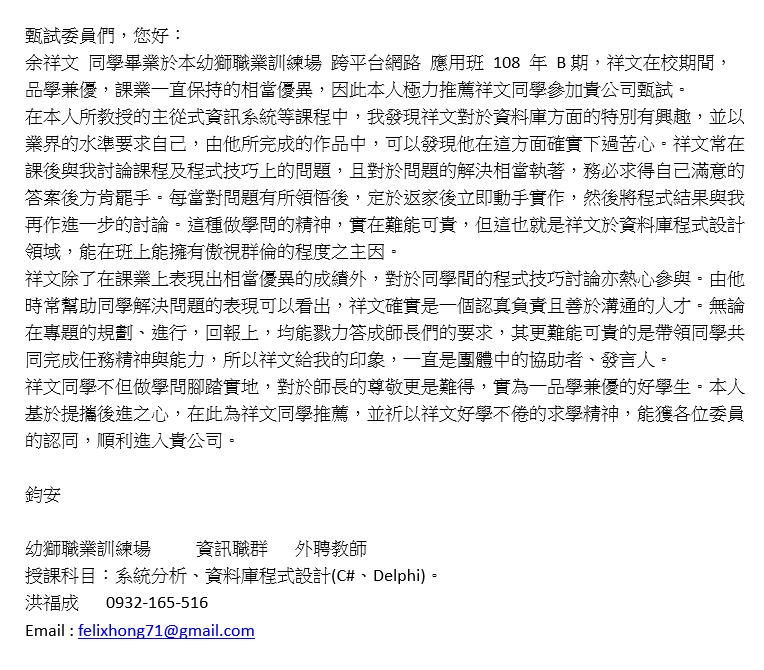 甄試委員們，您好：
余祥文 同學畢業於本幼獅職業訓練場 跨平台網路 應用班 108 年 B 期，祥文在校期間，
品學兼優，課業一直保持的相當優異，因此本人極力推薦祥文同學參加貴公司甄試。
在本人所教授的主從式資訊系統等課程中，我發現祥文對於資料庫方面的特別有興趣，並以
業界的水準要求自己，由他所完成的作品中，可以發現他在這方面確實下過苦心。祥文常在
課後與我討論課程及程式技巧上的問題，且對於問題的解決相當執著，務必求得自己滿意的
答案後方肯罷手。每當對問題有所領悟後，定於返家後立即動手實作，然後將程式結果與我
再作進一步的討論。這種做學問的精神，實在難能可貴，但這也就是祥文於資料庫程式設計
領域，能在班上能擁有傲視群倫的程度之主因。
祥文除了在課業上表現出相當優異的成績外，對於同學間的程式技巧討論亦熱心參與。由他
時常幫助同學解決問題的表現可以看出，祥文確實是一個認真負責且善於溝通的人才。無論
在專題的規劃、進行，回報上，均能戮力答成師長們的要求，其更難能可貴的是帶領同學共
同完成任務精神與能力，所以祥文給我的印象，一直是團體中的協助者、發言人。
祥文同學不但做學問腳踏實地，對於師長的尊敬更是難得，實為一品學兼優的好學生。本人
基於提攜後進之心，在此為祥文同學推薦，並祈以祥文好學不倦的求學精神，能獲各位委員
的認同，順利進入貴公司。
鈞安
幼獅職業訓練場 資訊職群 外聘教師
授課科目：系統分析、資料庫程式設計(C#、Delphi)。
洪福成 0932-165-516
Email : felixhong71@gmail.com